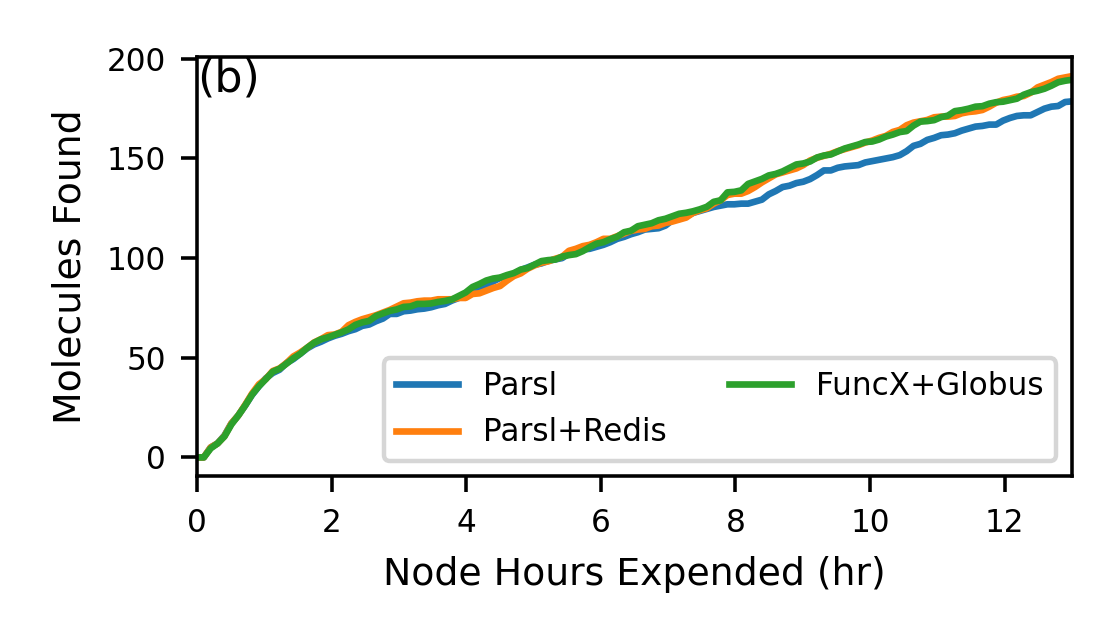 (b)
200
150
100
50
0
Molecules Found
Parsl
Parsl+Redis
FuncX+Globus
0 2 4 6 8 10 12
Node Hours Expended (hr)